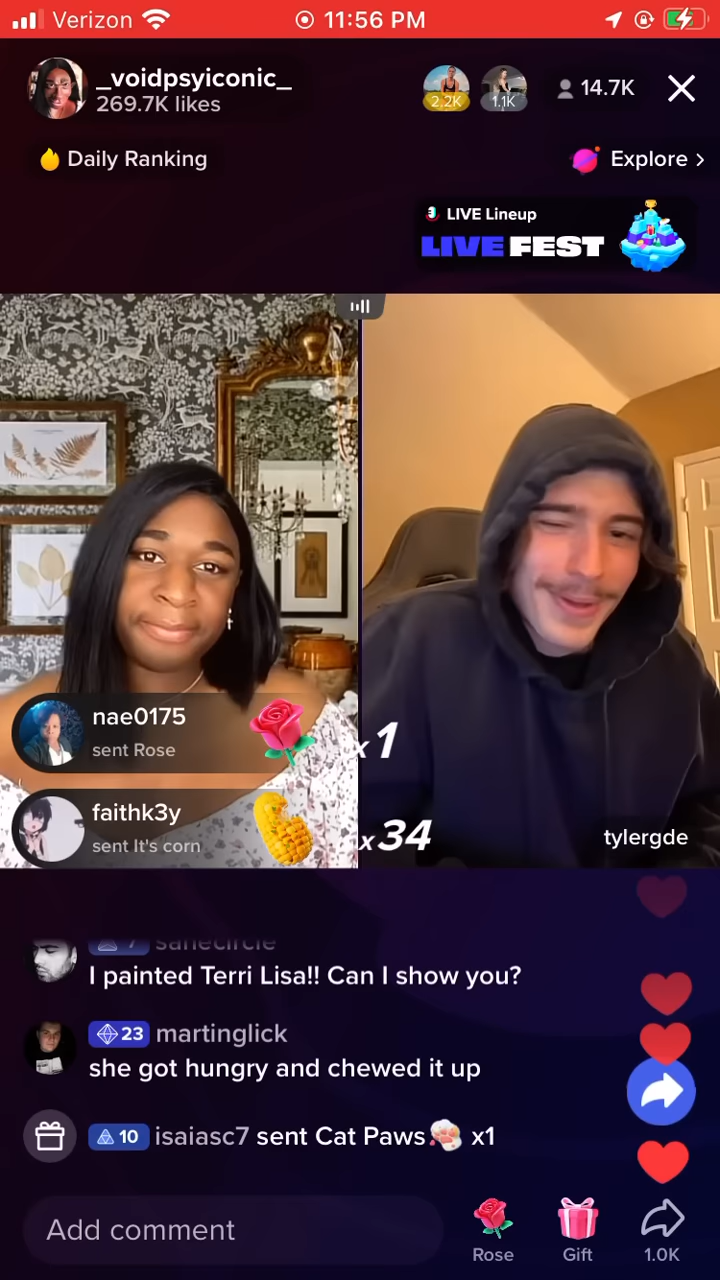 Verizon 11:56 PM
_voidpsyiconic_
269.7K likes
2.2K 1.1K 14.7K
Daily Ranking
Explore >
LIVE Lineup
LIVE FEST
nae0175
sent Rose
x1
faithk3y
sent It's corn
x34
tylergde
7 sanecircle
I painted Terri Lisa!! Can I show you?
23 martinglick
she got hungry and chewed it up
10 isaiasc7 sent Cat Paws x1
Add comment
Rose Gift 1.0K